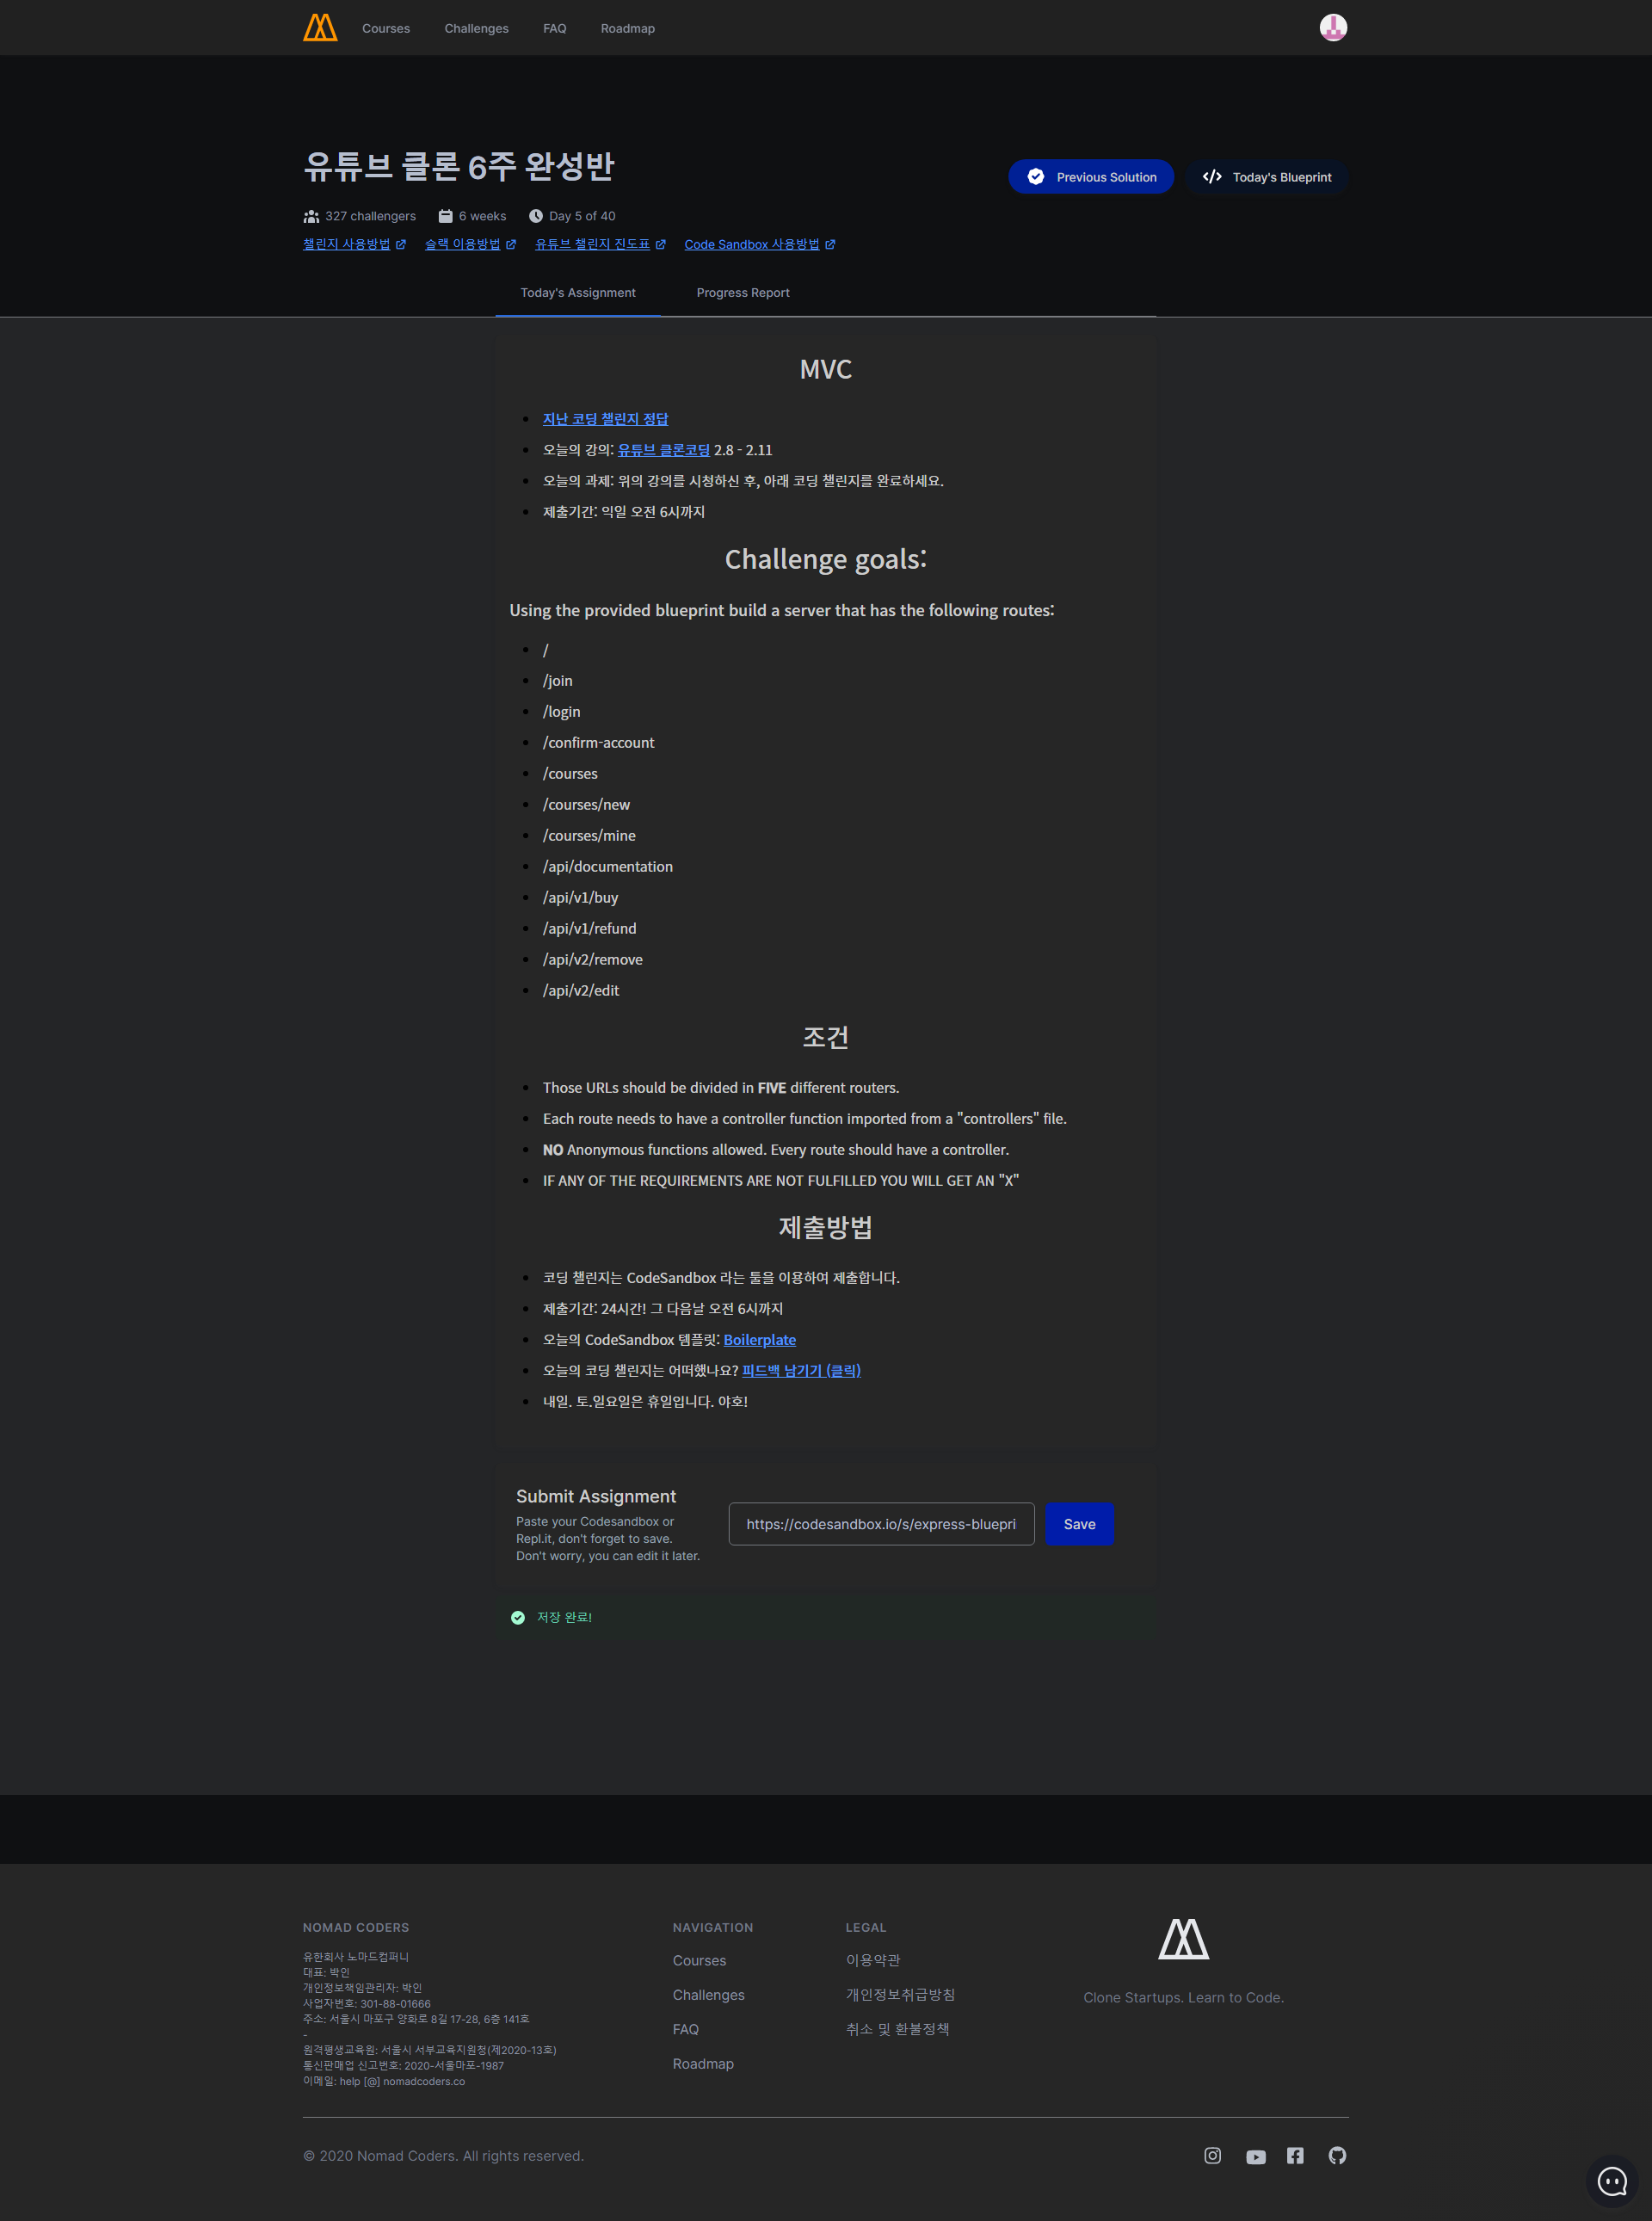 Courses Challenges FAQ Roadmap
유튜브 클론 6주 완성반
Previous Solution
Today's Blueprint
327 challengers 6 weeks Day 5 of 40
챌린지 사용방법 슬랙 이용방법 유튜브 챌린지 진도표 Code Sandbox 사용방법
Today's Assignment Progress Report
MVC
지난 코딩 챌린지 정답
오늘의 강의: 유튜브 클론코딩 2.8 - 2.11
오늘의 과제: 위의 강의를 시청하신 후, 아래 코딩 챌린지를 완료하세요.
제출기간: 익일 오전 6시까지
Challenge goals:
Using the provided blueprint build a server that has the following routes:
/
/join
/login
/confirm-account
/courses
/courses/new
/courses/mine
/api/documentation
/api/v1/buy
/api/v1/refund
/api/v2/remove
/api/v2/edit
조건
Those URLs should be divided in FIVE different routers.
Each route needs to have a controller function imported from a "controllers" file.
NO Anonymous functions allowed. Every route should have a controller.
IF ANY OF THE REQUIREMENTS ARE NOT FULFILLED YOU WILL GET AN "X"
제출방법
코딩 챌린지는 CodeSandbox 라는 툴을 이용하여 제출합니다.
제출기간: 24시간! 그 다음날 오전 6시까지
오늘의 CodeSandbox 템플릿: Boilerplate
오늘의 코딩 챌린지는 어떠했나요? 피드백 남기기 (클릭)
내일. 토.일요일은 휴일입니다. 야호!
Submit Assignment
Paste your Codesandbox or
Repl.it, don't forget to save.
Don't worry, you can edit it later.
https://codesandbox.io/s/express-bluepri
Save
저장 완료!
NOMAD CODERS
유한회사 노마드컴퍼니
대표: 박인
개인정보책임관리자: 박인
사업자번호: 301-88-01666
주소: 서울시 마포구 양화로 8길 17-28, 6층 141호
-
원격평생교육원: 서울시 서부교육지원청(제2020-13호)
통신판매업 신고번호: 2020-서울마포-1987
이메일: help [@] nomadcoders.co
NAVIGATION
Courses
Challenges
FAQ
Roadmap
LEGAL
이용약관
개인정보취급방침
취소 및 환불정책
Clone Startups. Learn to Code.
© 2020 Nomad Coders. All rights reserved.